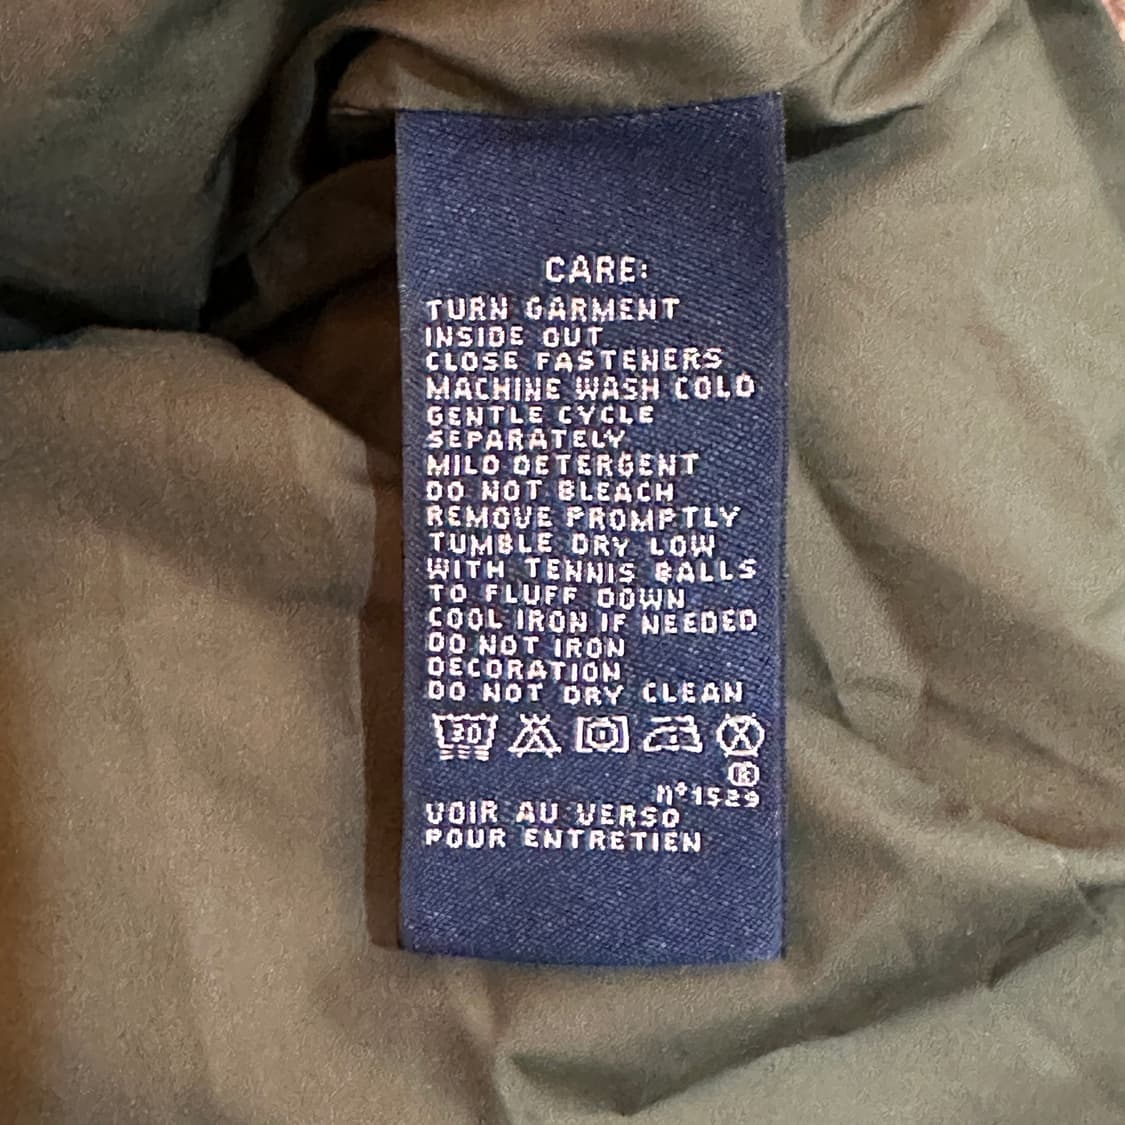 CARE:
TURN GARMENT
INSIDE OUT
CLOSE FASTENERS
MACHINE WASH COLD
GENTLE CYCLE
SEPARATELY
MILD DETERGENT
DO NOT BLEACH
REMOVE PROMPTLY
TUMBLE DRY LOW
WITH TENNIS BALLS
TO FLUFF DOWN
COOL IRON IF NEEDED
DO NOT IRON
DECORATION
DO NOT DRY CLEAN
30
®
nº1529
VOIR AU VERSO
POUR ENTRETIEN